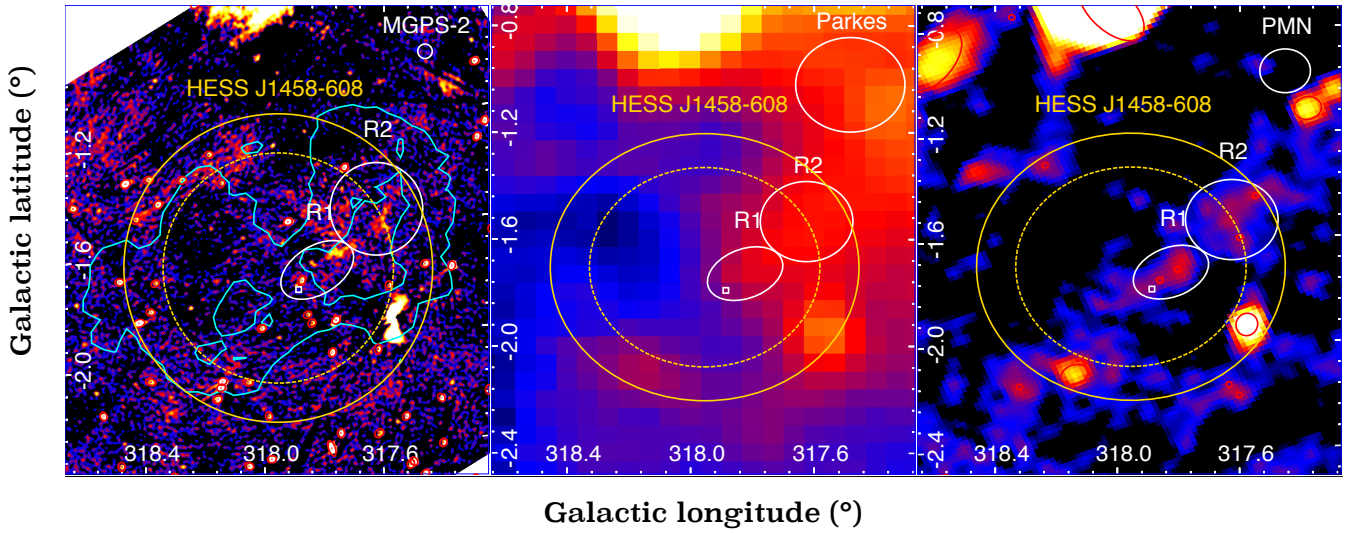 Galactic latitude (°)
MGPS-2
HESS J1458-608
R2
R1
-0.8
-1.2
-1.6
-2.0
318.4 318.0 317.6
Parkes
HESS J1458-608
R2
R1
-0.8
-1.2
-1.6
-2.0
-2.4
318.4 318.0 317.6
PMN
HESS J1458-608
R2
R1
-0.8
-1.2
-1.6
-2.0
-2.4
318.4 318.0 317.6
Galactic longitude (°)